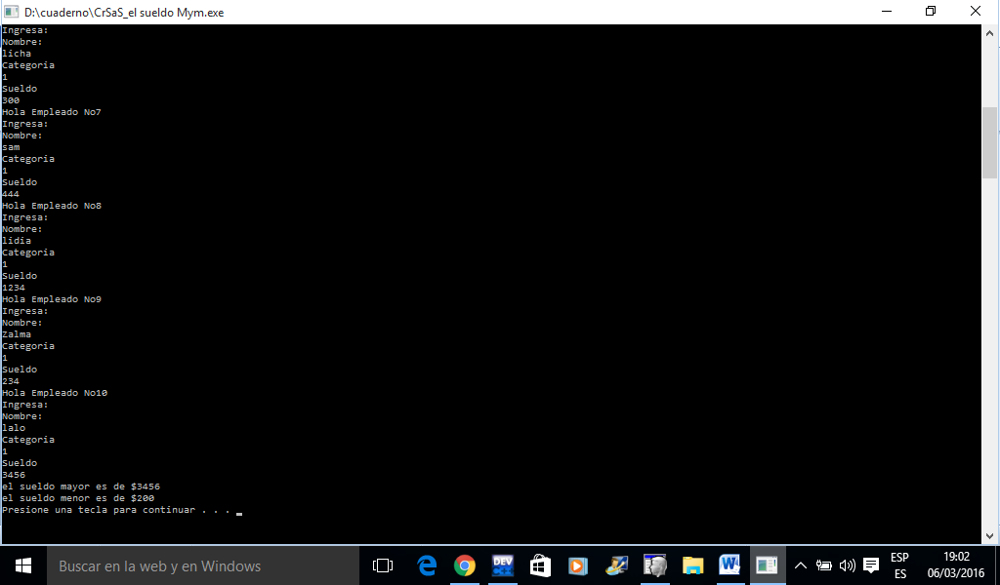 D:\cuaderno\CrSaS_el sueldo Mym.exe
Ingresa:
Nombre:
licha
Categoria
1
Sueldo
300
Hola Empleado No7
Ingresa:
Nombre:
sam
Categoria
1
Sueldo
444
Hola Empleado No8
Ingresa:
Nombre:
lidia
Categoria
1
Sueldo
1234
Hola Empleado No9
Ingresa:
Nombre:
Zalma
Categoria
1
Sueldo
234
Hola Empleado No10
Ingresa:
Nombre:
lalo
Categoria
1
Sueldo
3456
el sueldo mayor es de $3456
el sueldo menor es de $200
Presione una tecla para continuar . . .
Buscar en la web y en Windows
DEV
C++
ESP
ES
19:02
06/03/2016